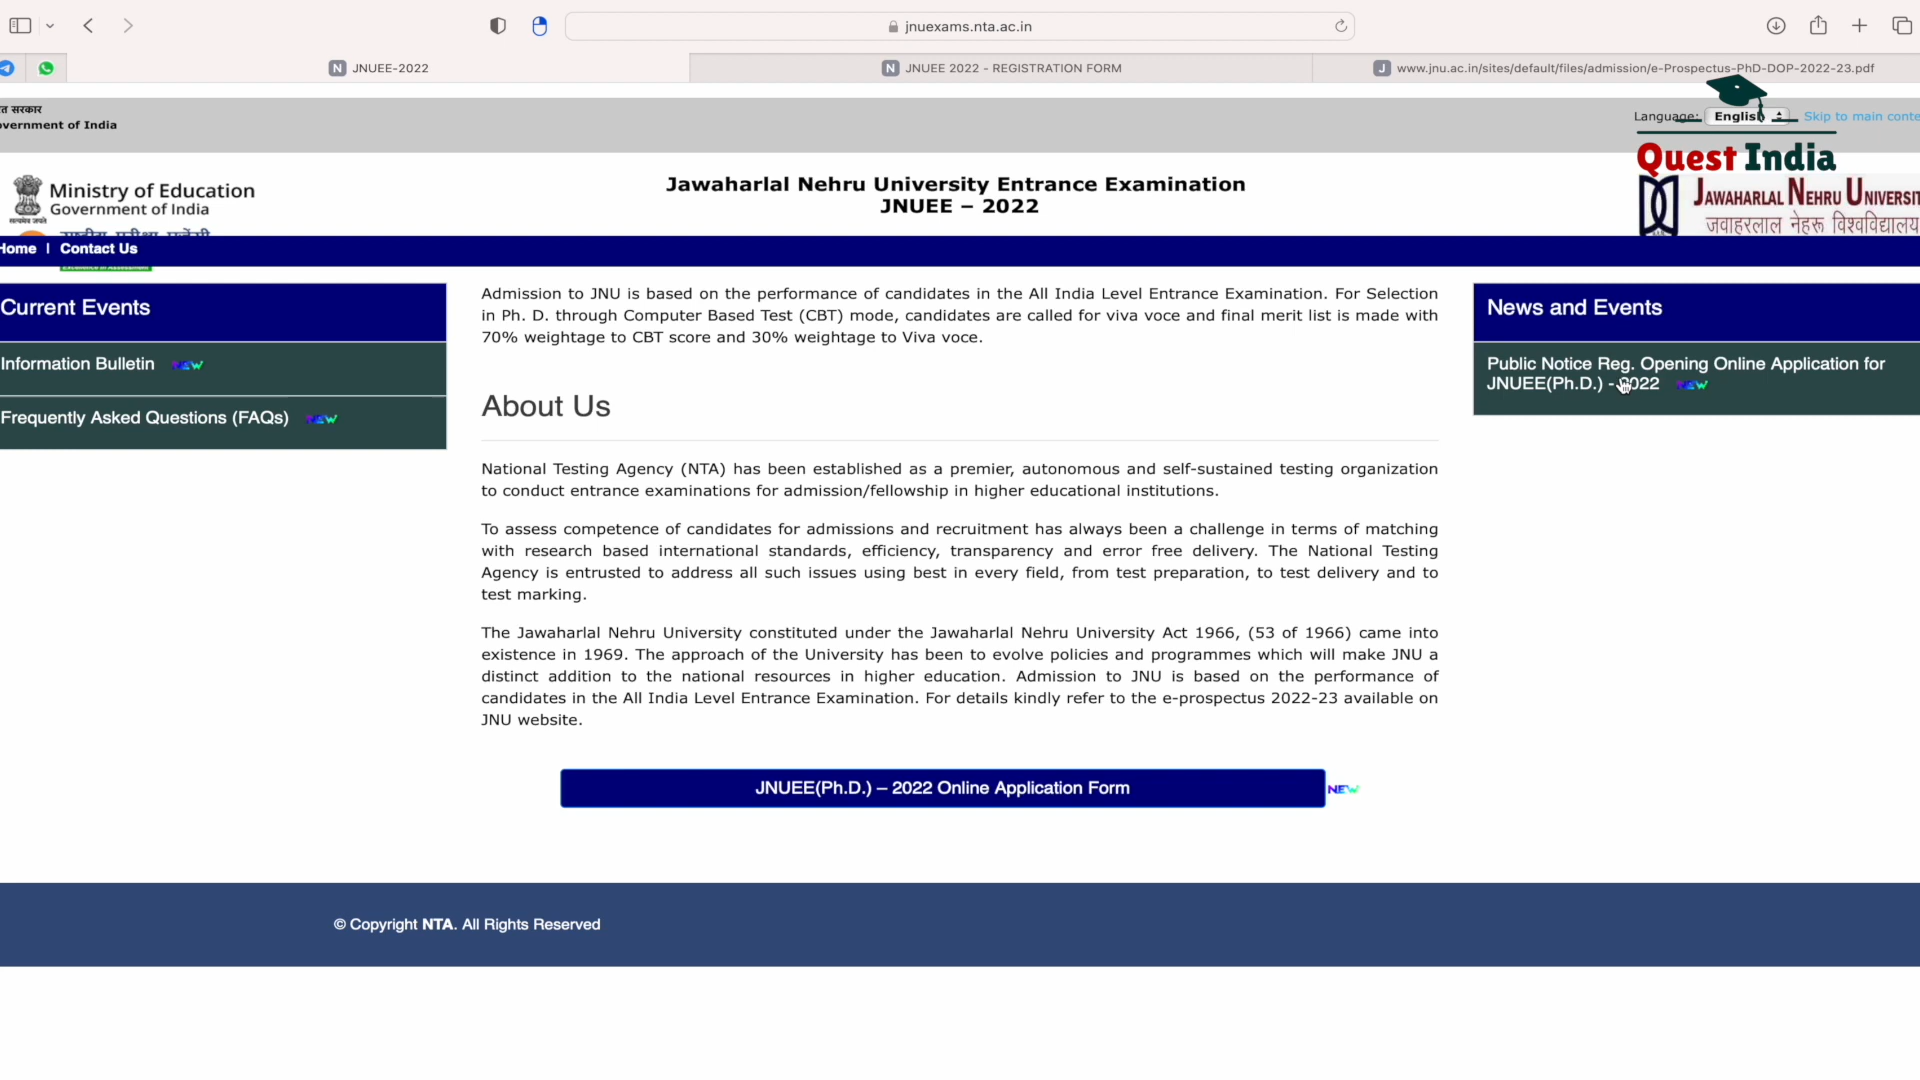 jnuexams.nta.ac.in
N JNUEE-2022
N JNUEE 2022 - REGISTRATION FORM
J www.jnu.ac.in/sites/default/files/admission/e-Prospectus-PhD-DOP-2022-23.pdf
सरकार
Government of India
Language: English
Skip to main conte
Quest India
Ministry of Education
Government of India
सत्यमेव जयते
Jawaharlal Nehru University Entrance Examination
JNUEE – 2022
JAWAHARLAL NEHRU UNIVERSIT
जवाहरलाल नेहरू विश्वविद्यालय
Home | Contact Us
Current Events
Information Bulletin NEW
Frequently Asked Questions (FAQs) NEW
Admission to JNU is based on the performance of candidates in the All India Level Entrance Examination. For Selection
in Ph. D. through Computer Based Test (CBT) mode, candidates are called for viva voce and final merit list is made with
70% weightage to CBT score and 30% weightage to Viva voce.
About Us
National Testing Agency (NTA) has been established as a premier, autonomous and self-sustained testing organization
to conduct entrance examinations for admission/fellowship in higher educational institutions.
To assess competence of candidates for admissions and recruitment has always been a challenge in terms of matching
with research based international standards, efficiency, transparency and error free delivery. The National Testing
Agency is entrusted to address all such issues using best in every field, from test preparation, to test delivery and to
test marking.
The Jawaharlal Nehru University constituted under the Jawaharlal Nehru University Act 1966, (53 of 1966) came into
existence in 1969. The approach of the University has been to evolve policies and programmes which will make JNU a
distinct addition to the national resources in higher education. Admission to JNU is based on the performance of
candidates in the All India Level Entrance Examination. For details kindly refer to the e-prospectus 2022-23 available on
JNU website.
JNUEE(Ph.D.) – 2022 Online Application Form NEW
News and Events
Public Notice Reg. Opening Online Application for
JNUEE(Ph.D.) - 2022 NEW
© Copyright NTA. All Rights Reserved